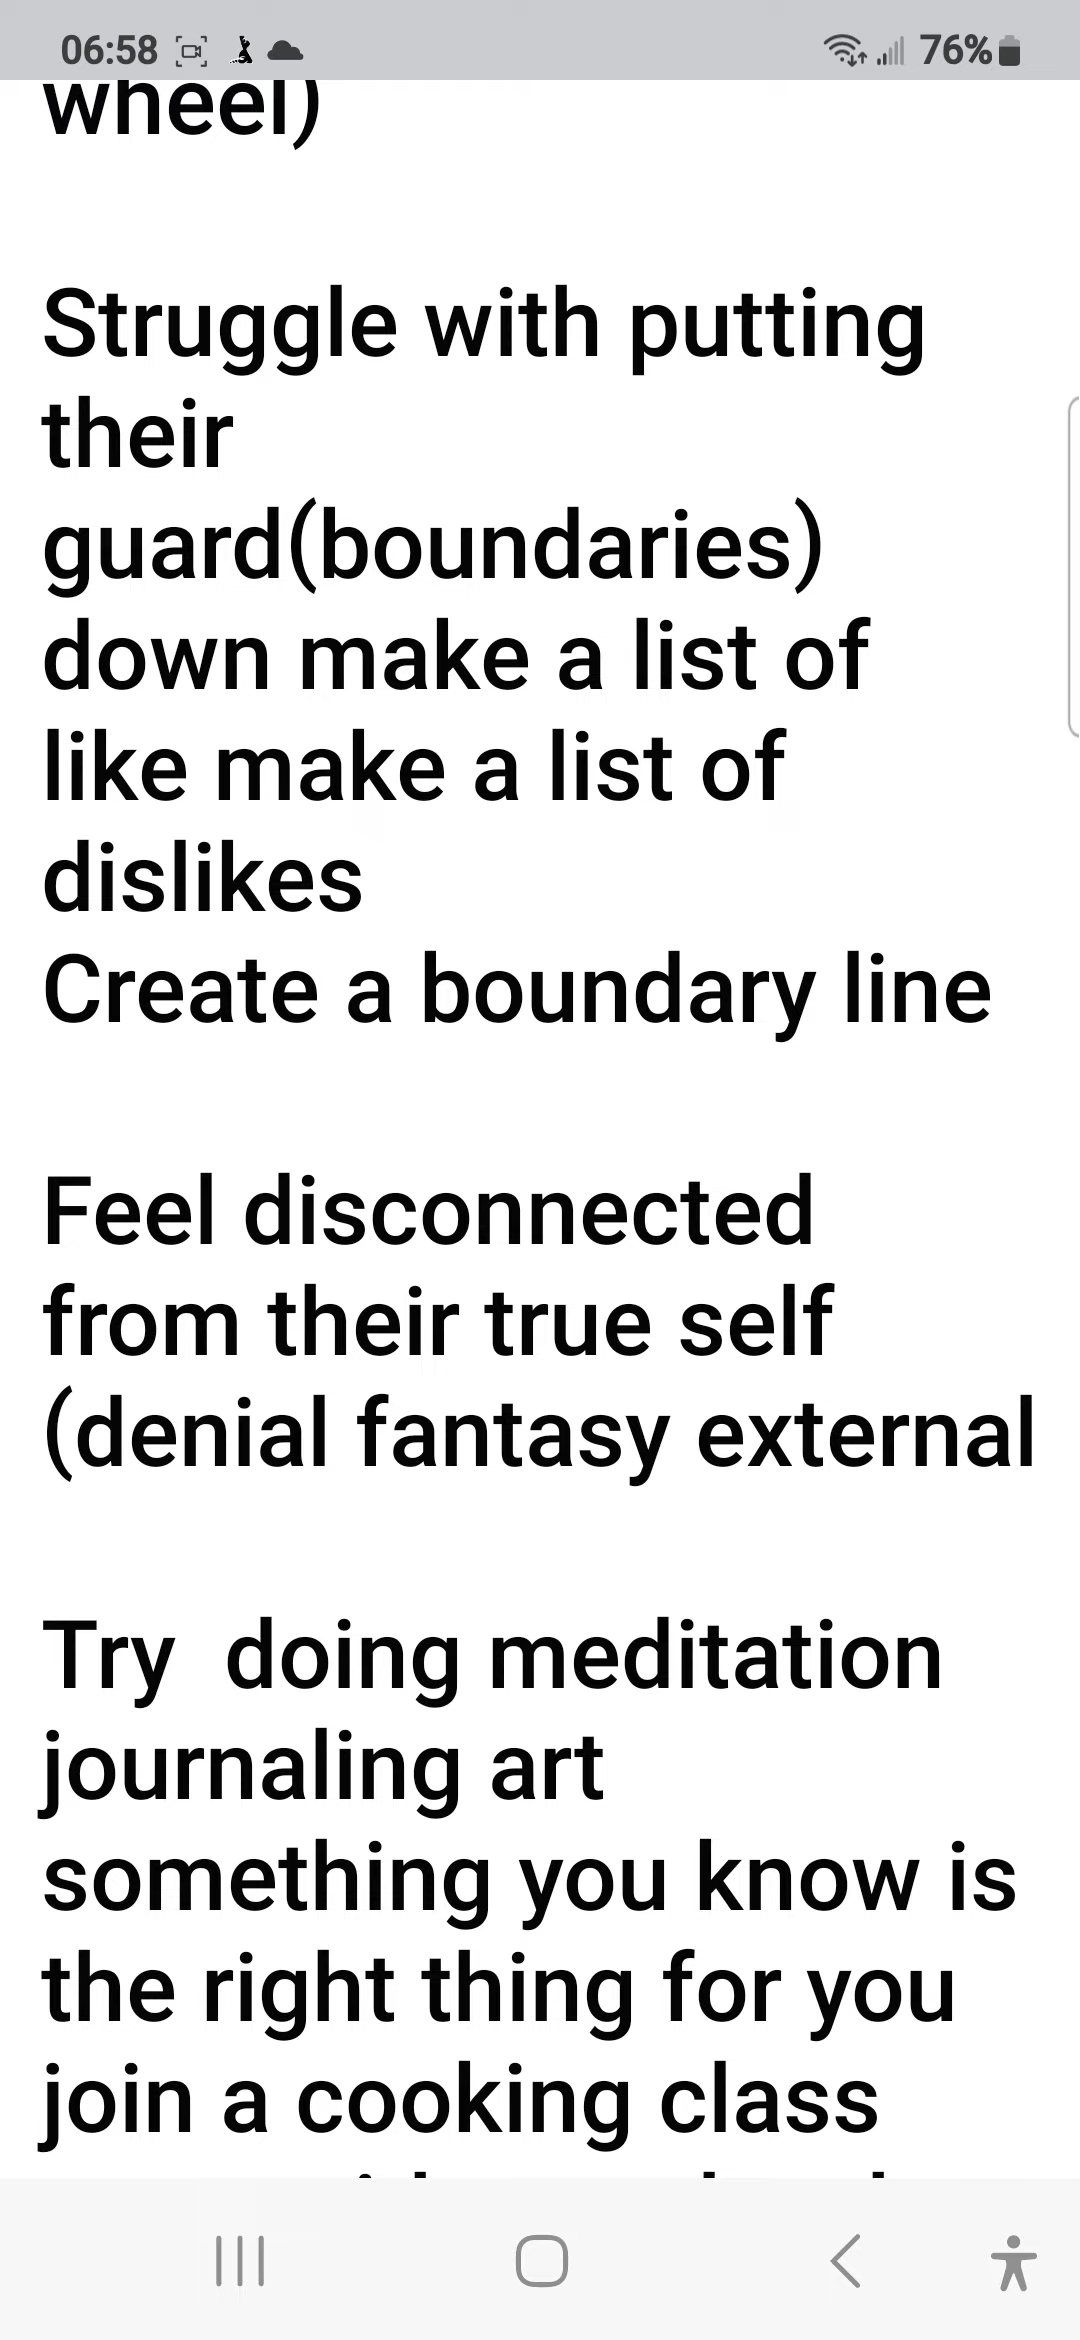 06:58 76%
wheel)
Struggle with putting
their
guard(boundaries)
down make a list of
like make a list of
dislikes
Create a boundary line
Feel disconnected
from their true self
(denial fantasy external
Try  doing meditation
journaling art
something you know is
the right thing for you
join a cooking class